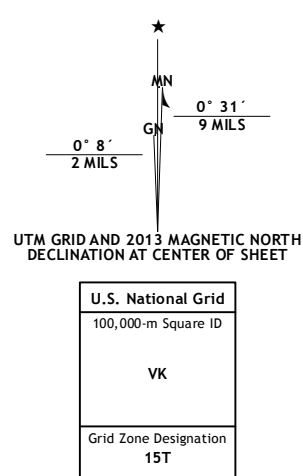 ★
MN
0° 31´
9 MILS
GN
0° 8´
2 MILS
UTM GRID AND 2013 MAGNETIC NORTH
DECLINATION AT CENTER OF SHEET
U.S. National Grid
100,000-m Square ID
VK
Grid Zone Designation
15T